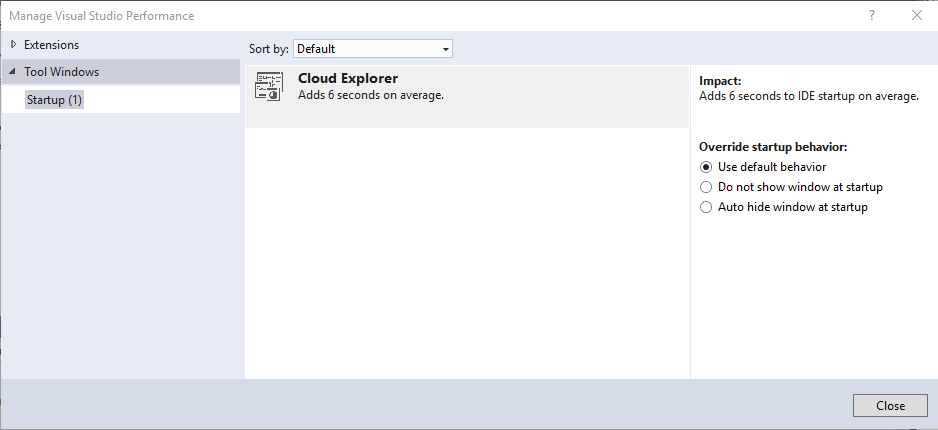 Manage Visual Studio Performance
?
Extensions
Tool Windows
Startup (1)
Sort by: Default
Cloud Explorer
Adds 6 seconds on average.
Impact:
Adds 6 seconds to IDE startup on average.
Override startup behavior:
Use default behavior
Do not show window at startup
Auto hide window at startup
Close